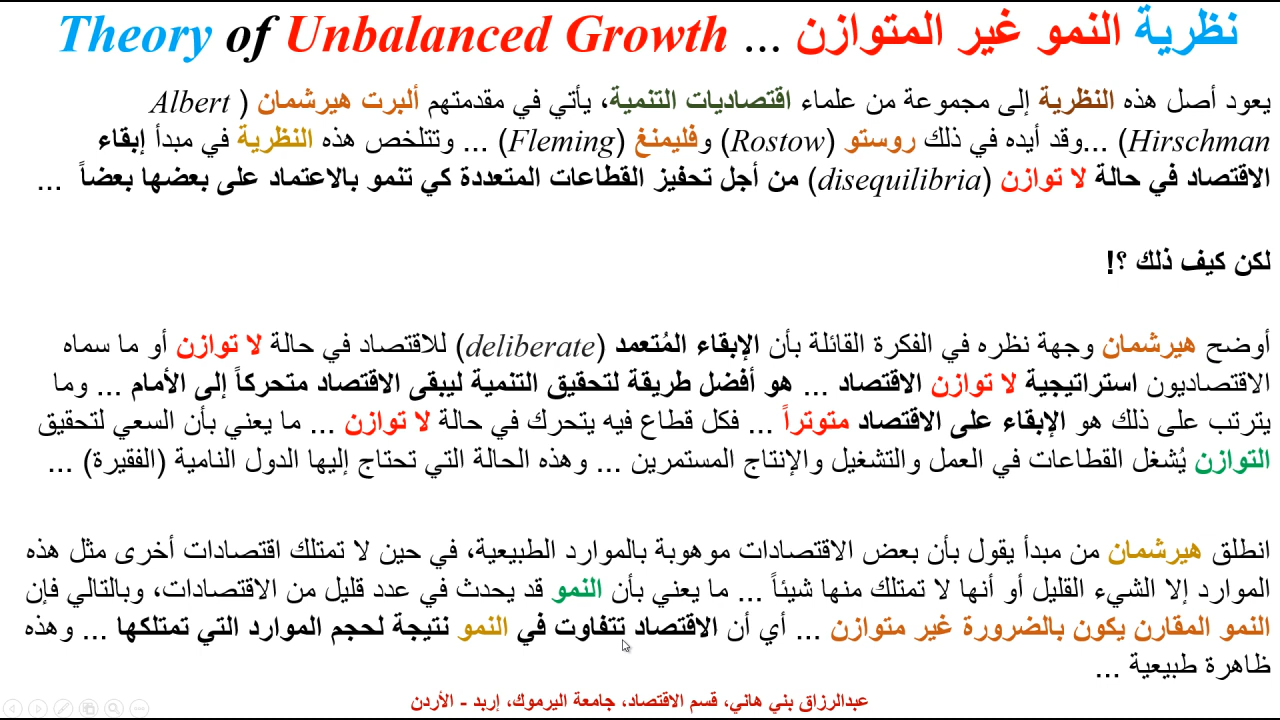 نظرية النمو غير المتوازن ... Theory of Unbalanced Growth
يعود أصل هذه النظرية إلى مجموعة من علماء اقتصاديات التنمية، يأتي في مقدمتهم ألبرت هيرشمان (Albert
Hirschman) ...وقد أيده في ذلك روستو (Rostow) وفليمنغ (Fleming) ... وتتلخص هذه النظرية في مبدأ إبقاء
الاقتصاد في حالة لا توازن (disequilibria) من أجل تحفيز القطاعات المتعددة كي تنمو بالاعتماد على بعضها بعضاً ...
لكن كيف ذلك ؟!
أوضح هيرشمان وجهة نظره في الفكرة القائلة بأن الإبقاء المُتعمد (deliberate) للاقتصاد في حالة لا توازن أو ما سماه
الاقتصاديون استراتيجية لا توازن الاقتصاد ... هو أفضل طريقة لتحقيق التنمية ليبقى الاقتصاد متحركاً إلى الأمام ... وما
يترتب على ذلك هو الإبقاء على الاقتصاد متوتراً ... فكل قطاع فيه يتحرك في حالة لا توازن ... ما يعني بأن السعي لتحقيق
التوازن يُشغل القطاعات في العمل والتشغيل والإنتاج المستمرين ... وهذه الحالة التي تحتاج إليها الدول النامية (الفقيرة) ...
انطلق هيرشمان من مبدأ يقول بأن بعض الاقتصادات موهوبة بالموارد الطبيعية، في حين لا تمتلك اقتصادات أخرى مثل هذه
الموارد إلا الشيء القليل أو أنها لا تمتلك منها شيئاً ... ما يعني بأن النمو قد يحدث في عدد قليل من الاقتصادات، وبالتالي فإن
النمو المقارن يكون بالضرورة غير متوازن ... أي أن الاقتصاد تتفاوت في النمو نتيجة لحجم الموارد التي تمتلكها ... وهذه
ظاهرة طبيعية ...
عبدالرزاق بني هاني، قسم الاقتصاد، جامعة اليرموك، إربد - الأردن